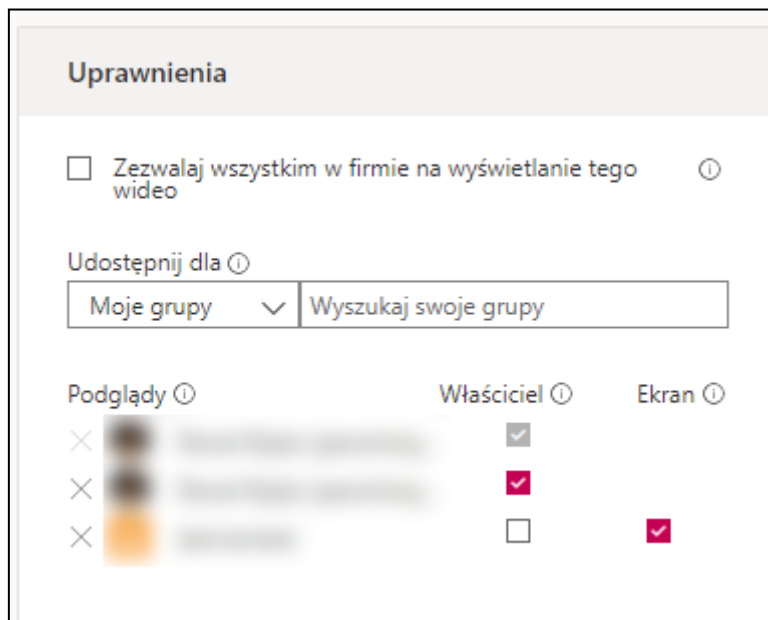 Uprawnienia
Zezwalaj wszystkim w firmie na wyświetlanie tego
wideo
Udostępnij dla
Moje grupy Wyszukaj swoje grupy
Podglądy Właściciel Ekran